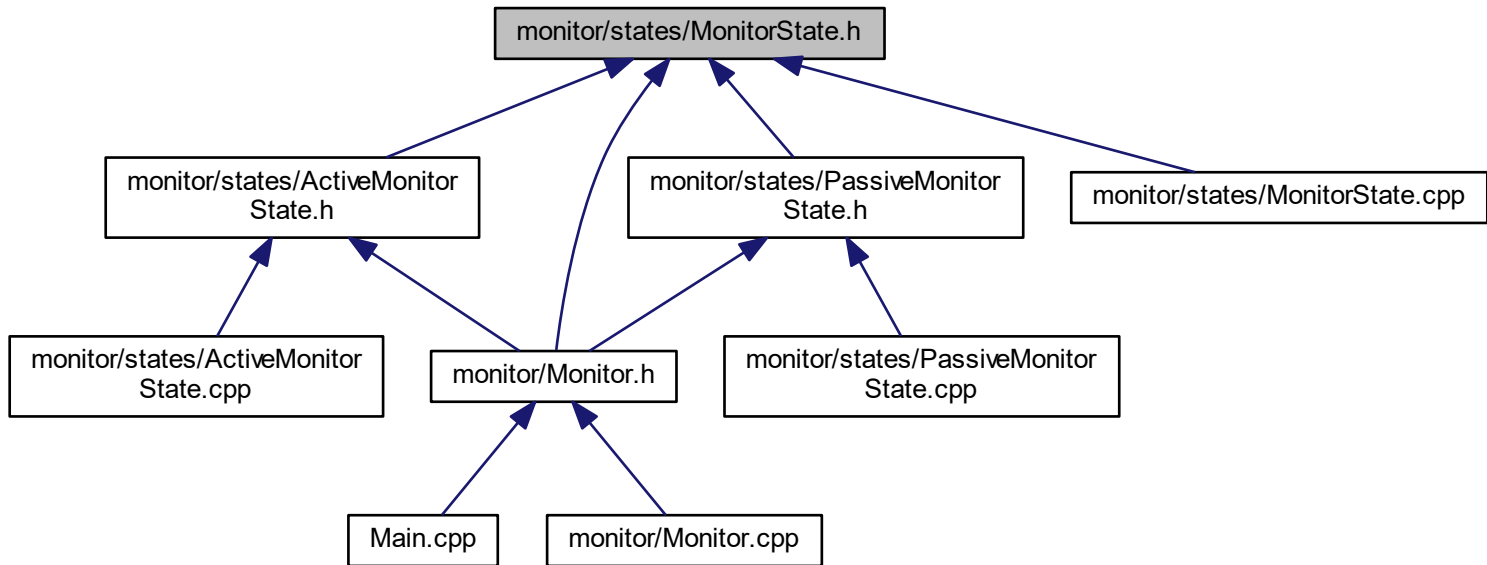 monitor/states/MonitorState.h
monitor/states/ActiveMonitor
State.h
monitor/states/PassiveMonitor
State.h
monitor/states/MonitorState.cpp
monitor/states/ActiveMonitor
State.cpp
monitor/Monitor.h
monitor/states/PassiveMonitor
State.cpp
Main.cpp
monitor/Monitor.cpp